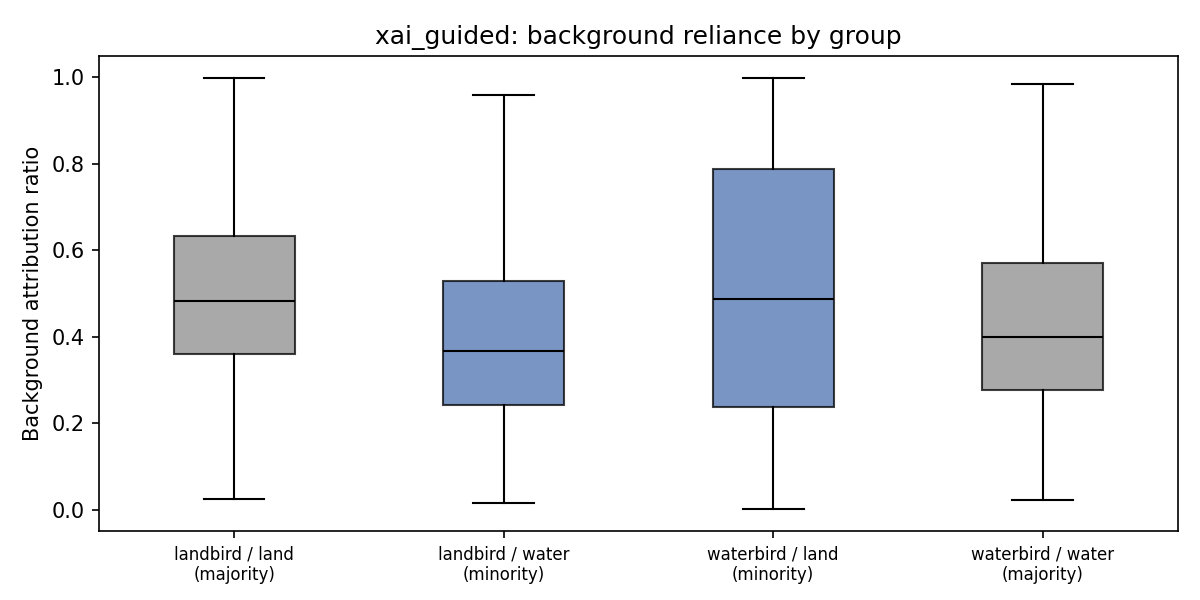 xai_guided: background reliance by group
Background attribution ratio
1.0
0.8
0.6
0.4
0.2
0.0
landbird / land
(majority)
landbird / water
(minority)
waterbird / land
(minority)
waterbird / water
(majority)